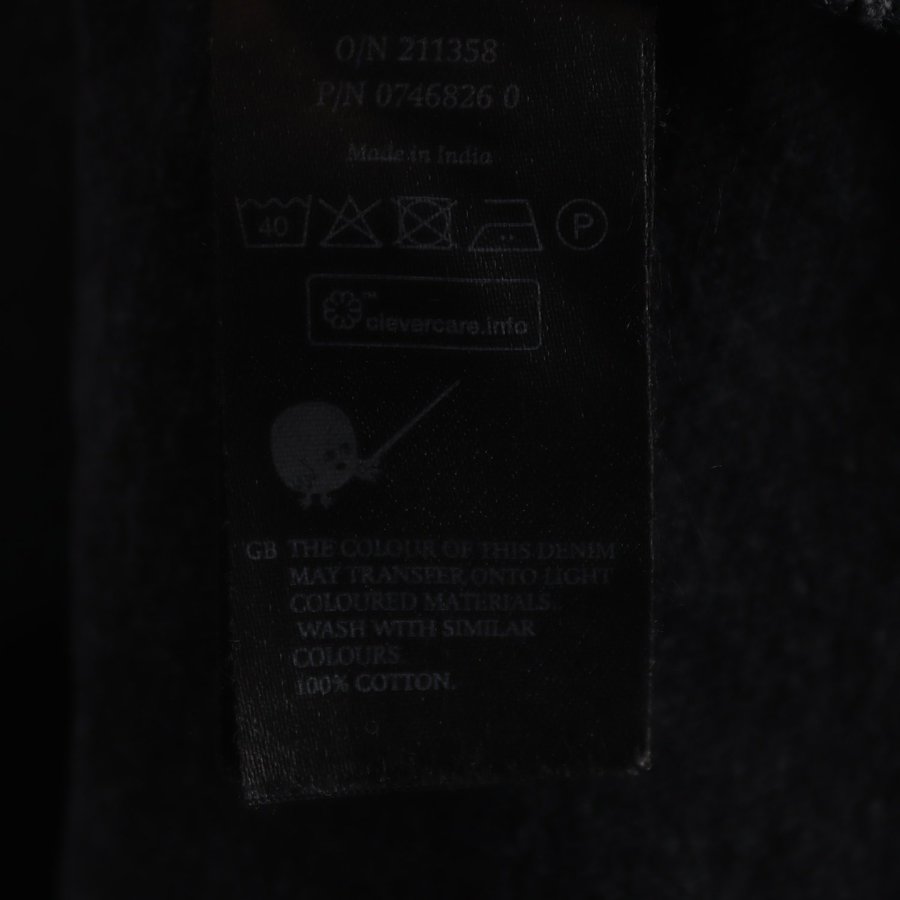 O/N 211358
P/N 0746826 0
Made in India
40
P
clevercare.info
GB THE COLOUR OF THIS DENIM
MAY TRANSFER ONTO LIGHT
COLOURED MATERIALS.
WASH WITH SIMILAR
COLOURS.
100% COTTON.